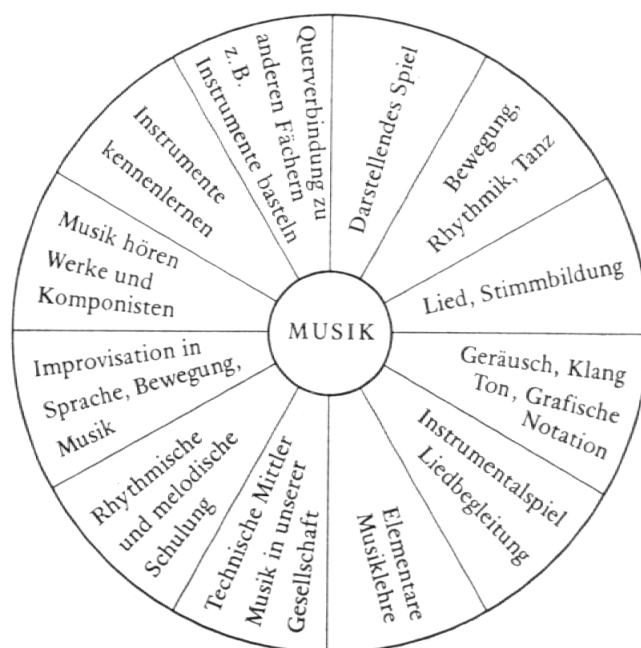 Querverbindung zu
anderen Fächern
z. B.
Instrumente basteln
Darstellendes Spiel
Bewegung,
Rhythmik, Tanz
Lied, Stimmbildung
Geräusch, Klang
Ton, Grafische
Notation
Instrumentalspiel
Liedbegleitung
Elementare
Musiklehre
Technische Mittler
Musik in unserer
Gesellschaft
Rhythmische
und melodische
Schulung
Improvisation in
Sprache, Bewegung,
Musik
Musik hören
Werke und
Komponisten
Instrumente
kennenlernen
MUSIK